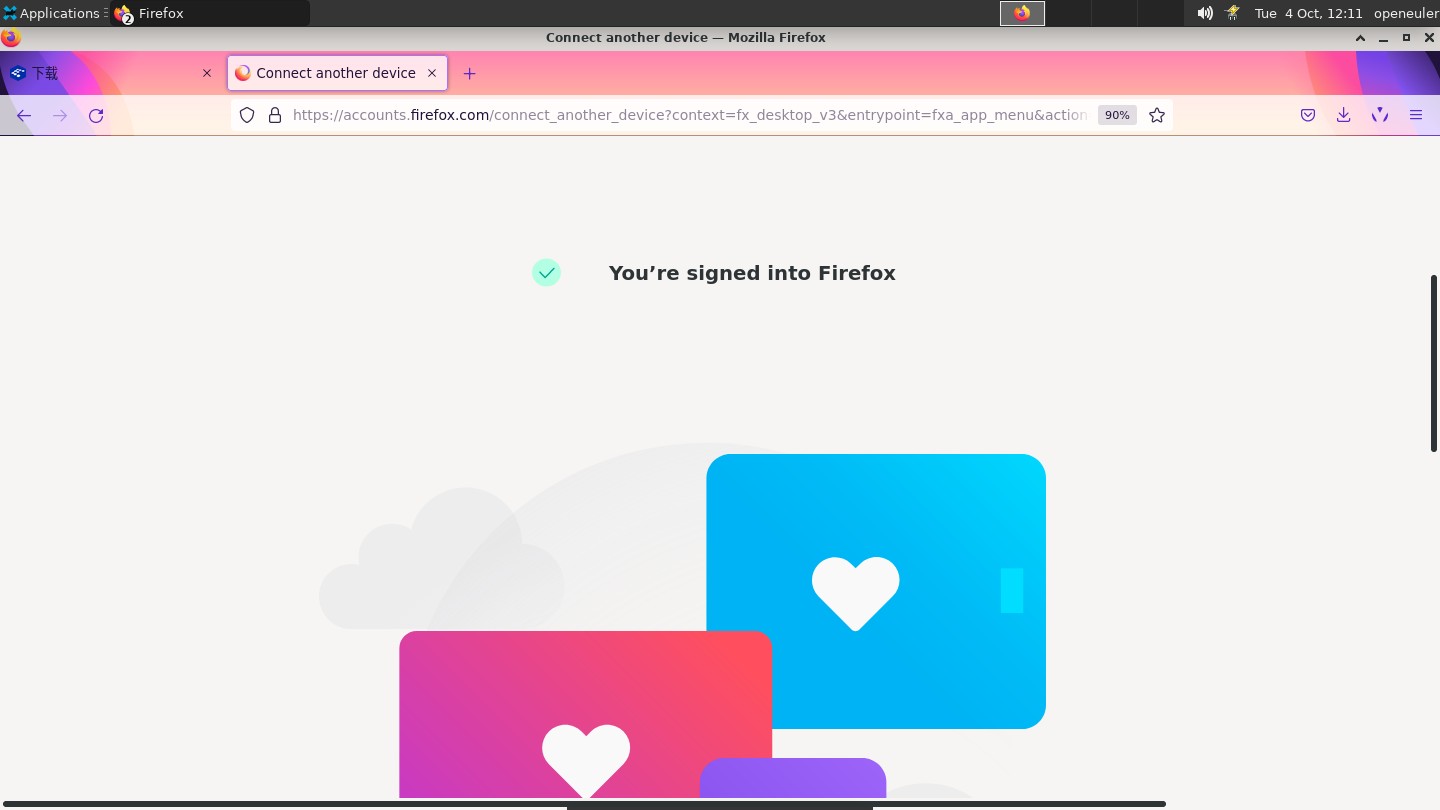 Applications
2
Firefox
Tue 4 Oct, 12:11
openeuler
Connect another device — Mozilla Firefox
下载
Connect another device
https://accounts.firefox.com/connect_another_device?context=fx_desktop_v3&entrypoint=fxa_app_menu&action
90%
You’re signed into Firefox